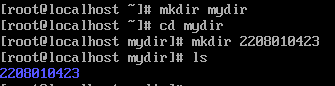 [root@localhost ~]# mkdir mydir
[root@localhost ~]# cd mydir
[root@localhost mydir]# mkdir 2208010423
[root@localhost mydir]# ls
2208010423